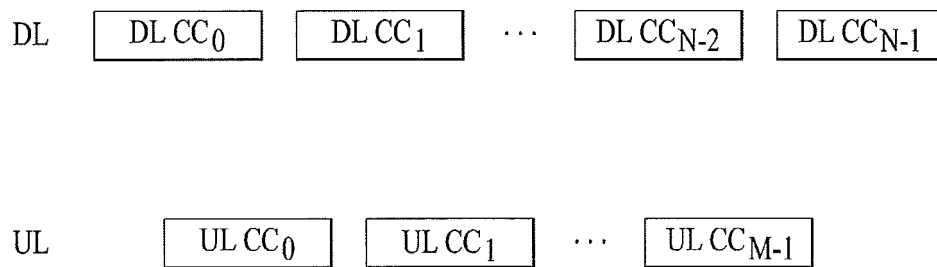 DL DL CC0 DL CC1 ... DL CCN-2 DL CCN-1
UL UL CC0 UL CC1 ... UL CCM-1